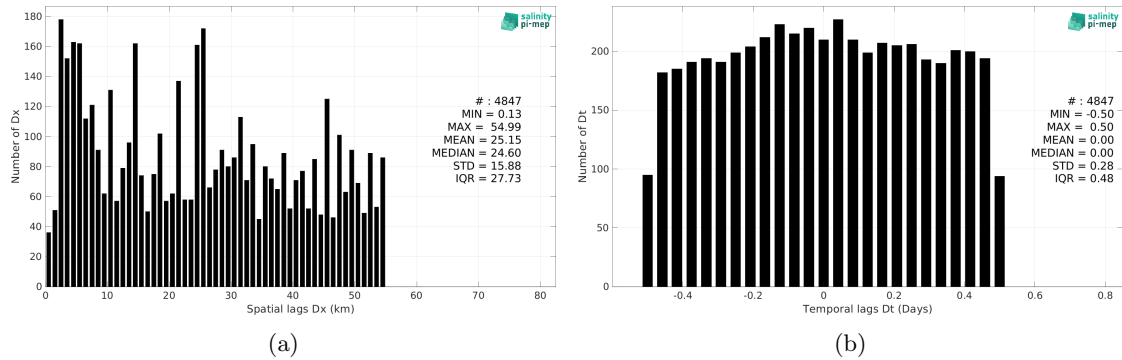 salinity
pi-mep
180
160
140
120
100
80
60
40
20
0
Number of Dx
# : 4847
MIN = 0.13
MAX = 54.99
MEAN = 25.15
MEDIAN = 24.60
STD = 15.88
IQR = 27.73
0 10 20 30 40 50 60 70 80
Spatial lags Dx (km)
(a)
salinity
pi-mep
200
150
100
50
0
Number of Dt
# : 4847
MIN = -0.50
MAX = 0.50
MEAN = 0.00
MEDIAN = 0.00
STD = 0.28
IQR = 0.48
-0.4 -0.2 0 0.2 0.4 0.6 0.8
Temporal lags Dt (Days)
(b)